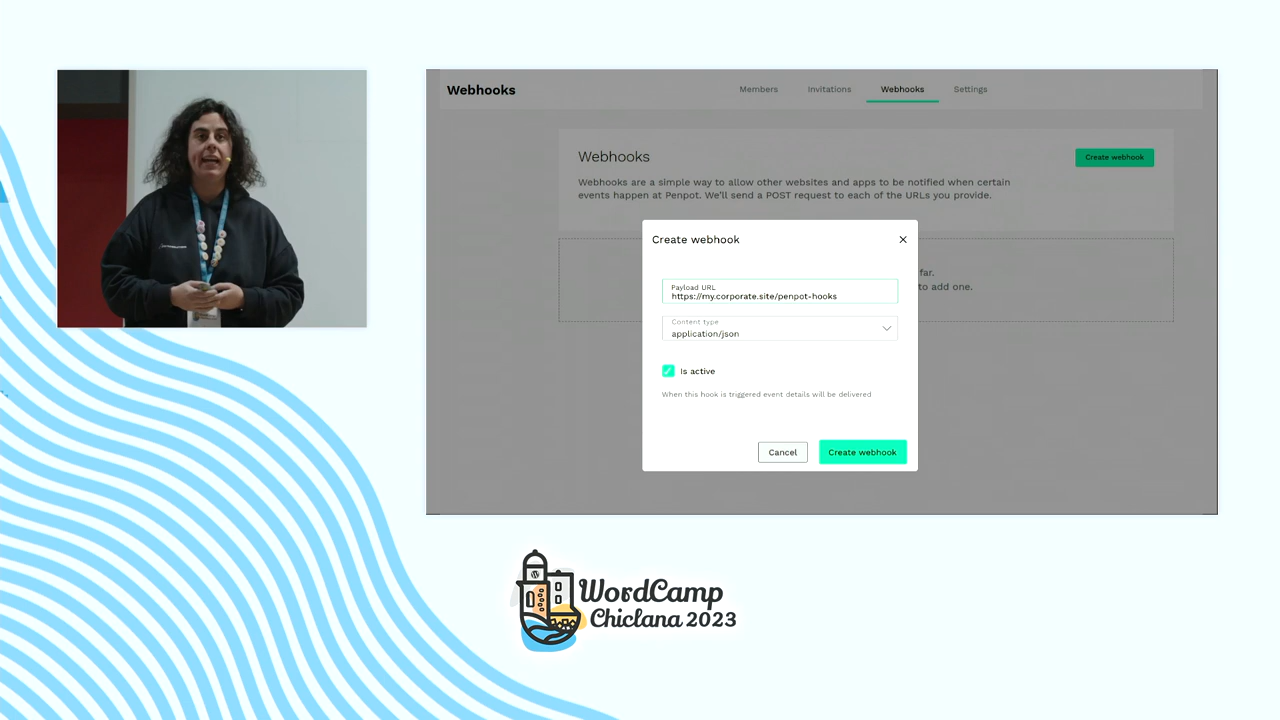 Webhooks
Members
Invitations
Webhooks
Settings
Webhooks
Create webhook
Webhooks are a simple way to allow other websites and apps to be notified when certain
events happen at Penpot. We'll send a POST request to each of the URLs you provide.
far.
to add one.
Create webhook
Payload URL
https://my.corporate.site/penpot-hooks
Content type
application/json
Is active
When this hook is triggered event details will be delivered
Cancel
Create webhook
WordCamp
Chiclana 2023